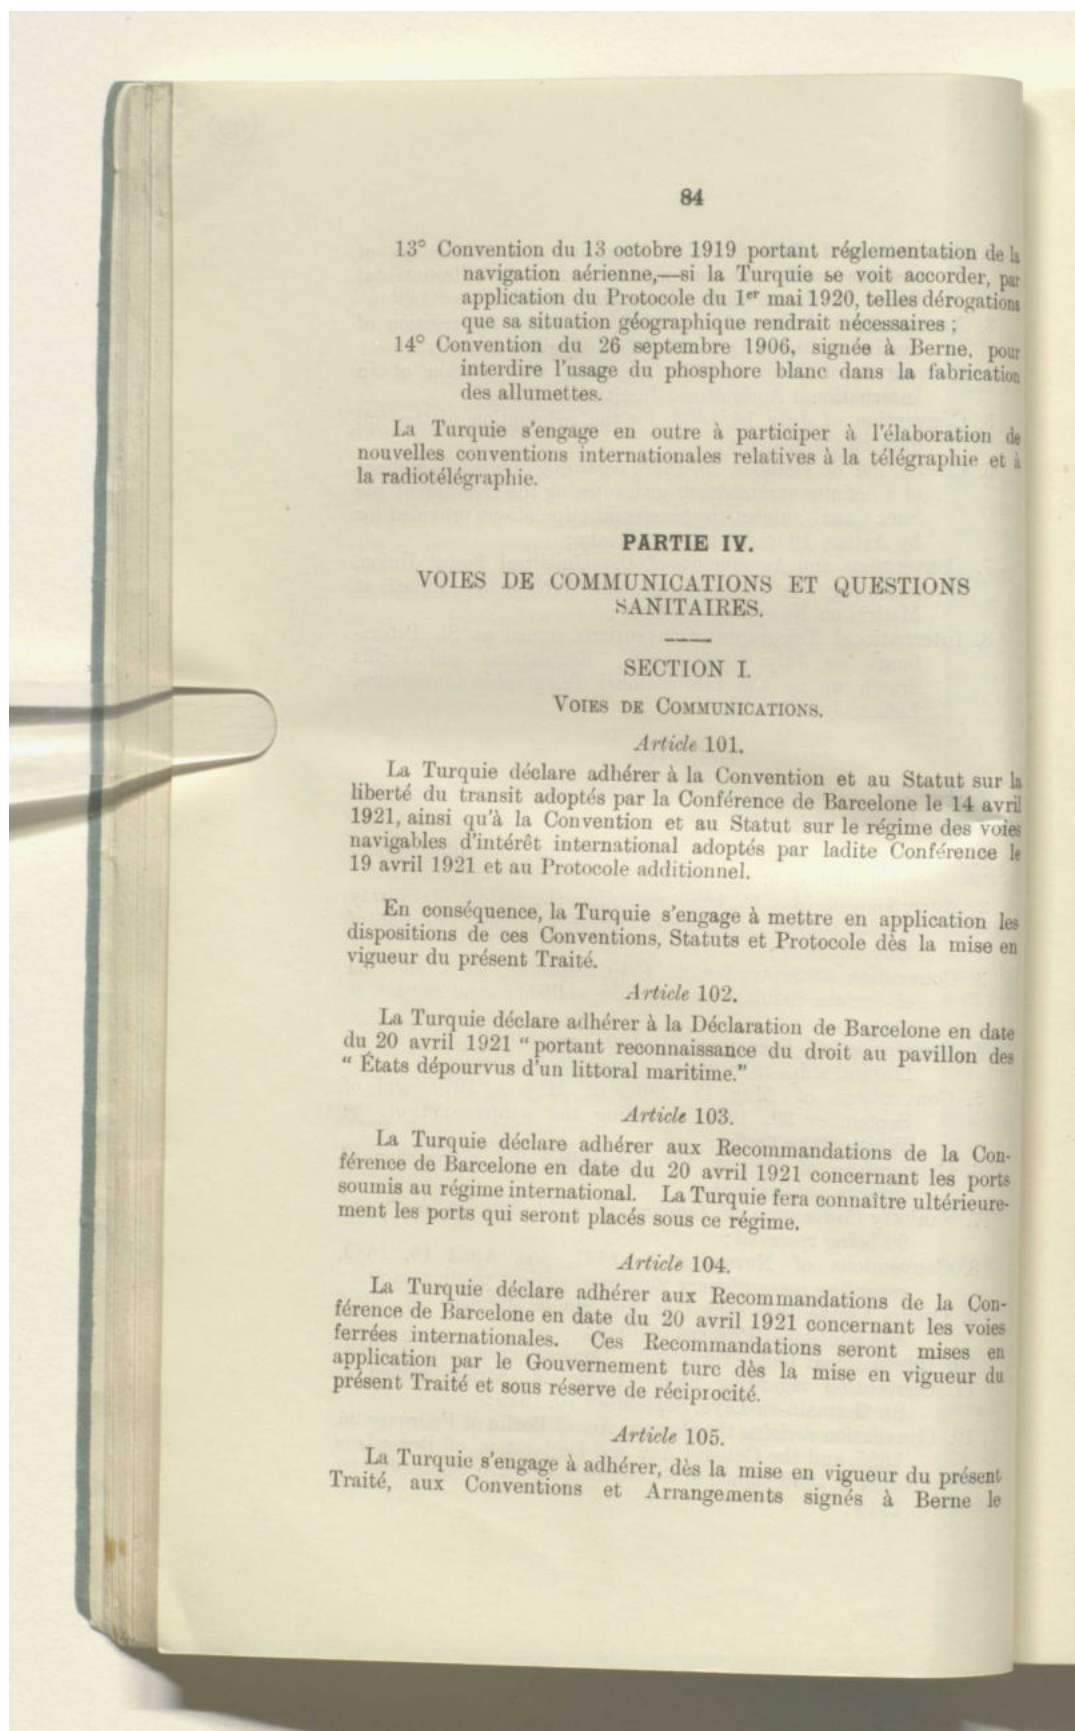 84
13° Convention du 13 octobre 1919 portant réglementation de la
navigation aérienne,—si la Turquie se voit accorder, par
application du Protocole du 1er mai 1920, telles dérogations
que sa situation géographique rendrait nécessaires ;
14° Convention du 26 septembre 1906, signée à Berne, pour
interdire l'usage du phosphore blanc dans la fabrication
des allumettes.
La Turquie s'engage en outre à participer à l'élaboration de
nouvelles conventions internationales relatives à la télégraphie et à
la radiotélégraphie.
PARTIE IV.
VOIES DE COMMUNICATIONS ET QUESTIONS
SANITAIRES.
SECTION I.
VOIES DE COMMUNICATIONS.
Article 101.
La Turquie déclare adhérer à la Convention et au Statut sur la
liberté du transit adoptés par la Conférence de Barcelone le 14 avril
1921, ainsi qu'à la Convention et au Statut sur le régime des voies
navigables d'intérêt international adoptés par ladite Conférence le
19 avril 1921 et au Protocole additionnel.
En conséquence, la Turquie s'engage à mettre en application les
dispositions de ces Conventions, Statuts et Protocole dès la mise en
vigueur du présent Traité.
Article 102.
La Turquie déclare adhérer à la Déclaration de Barcelone en date
du 20 avril 1921 "portant reconnaissance du droit au pavillon des
" États dépourvus d'un littoral maritime."
Article 103.
La Turquie déclare adhérer aux Recommandations de la Con-
férence de Barcelone en date du 20 avril 1921 concernant les ports
soumis au régime international. La Turquie fera connaître ultérieure-
ment les ports qui seront placés sous ce régime.
Article 104.
La Turquie déclare adhérer aux Recommandations de la Con-
férence de Barcelone en date du 20 avril 1921 concernant les voies
ferrées internationales. Ces Recommandations seront mises en
application par le Gouvernement turc dès la mise en vigueur du
présent Traité et sous réserve de réciprocité.
Article 105.
La Turquie s'engage à adhérer, dès la mise en vigueur du présent
Traité, aux Conventions et Arrangements signés à Berne le